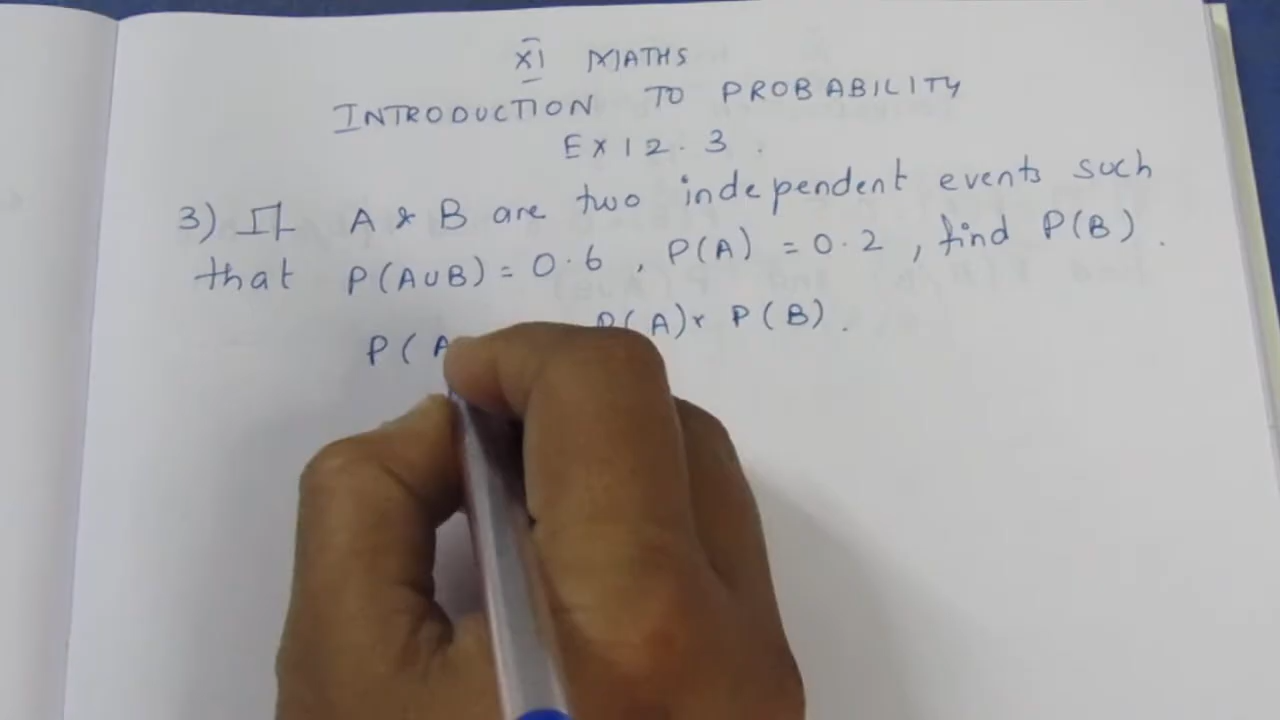 XI MATHS
INTRODUCTION TO PROBABILITY
EX 12.3.
3) If A & B are two independent events such
that P(A∪B) = 0.6, P(A) = 0.2, find P(B).
P(A)× P(B).
P(A